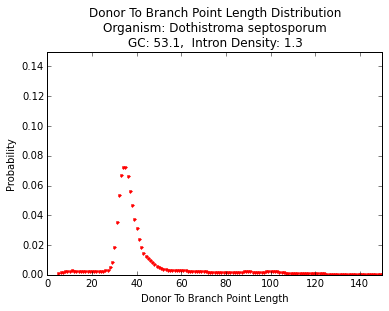 Donor To Branch Point Length Distribution
Organism: Dothistroma septosporum
GC: 53.1,  Intron Density: 1.3
0.14
0.12
0.10
0.08
0.06
0.04
0.02
0.00
Probability
0 20 40 60 80 100 120 140
Donor To Branch Point Length